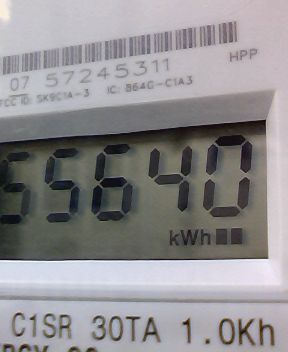 07 57245311
HPP
FCC ID: SK9C1A-3 IC: 864G-C1A3
55640
kWh
C1SR 30TA 1.0Kh